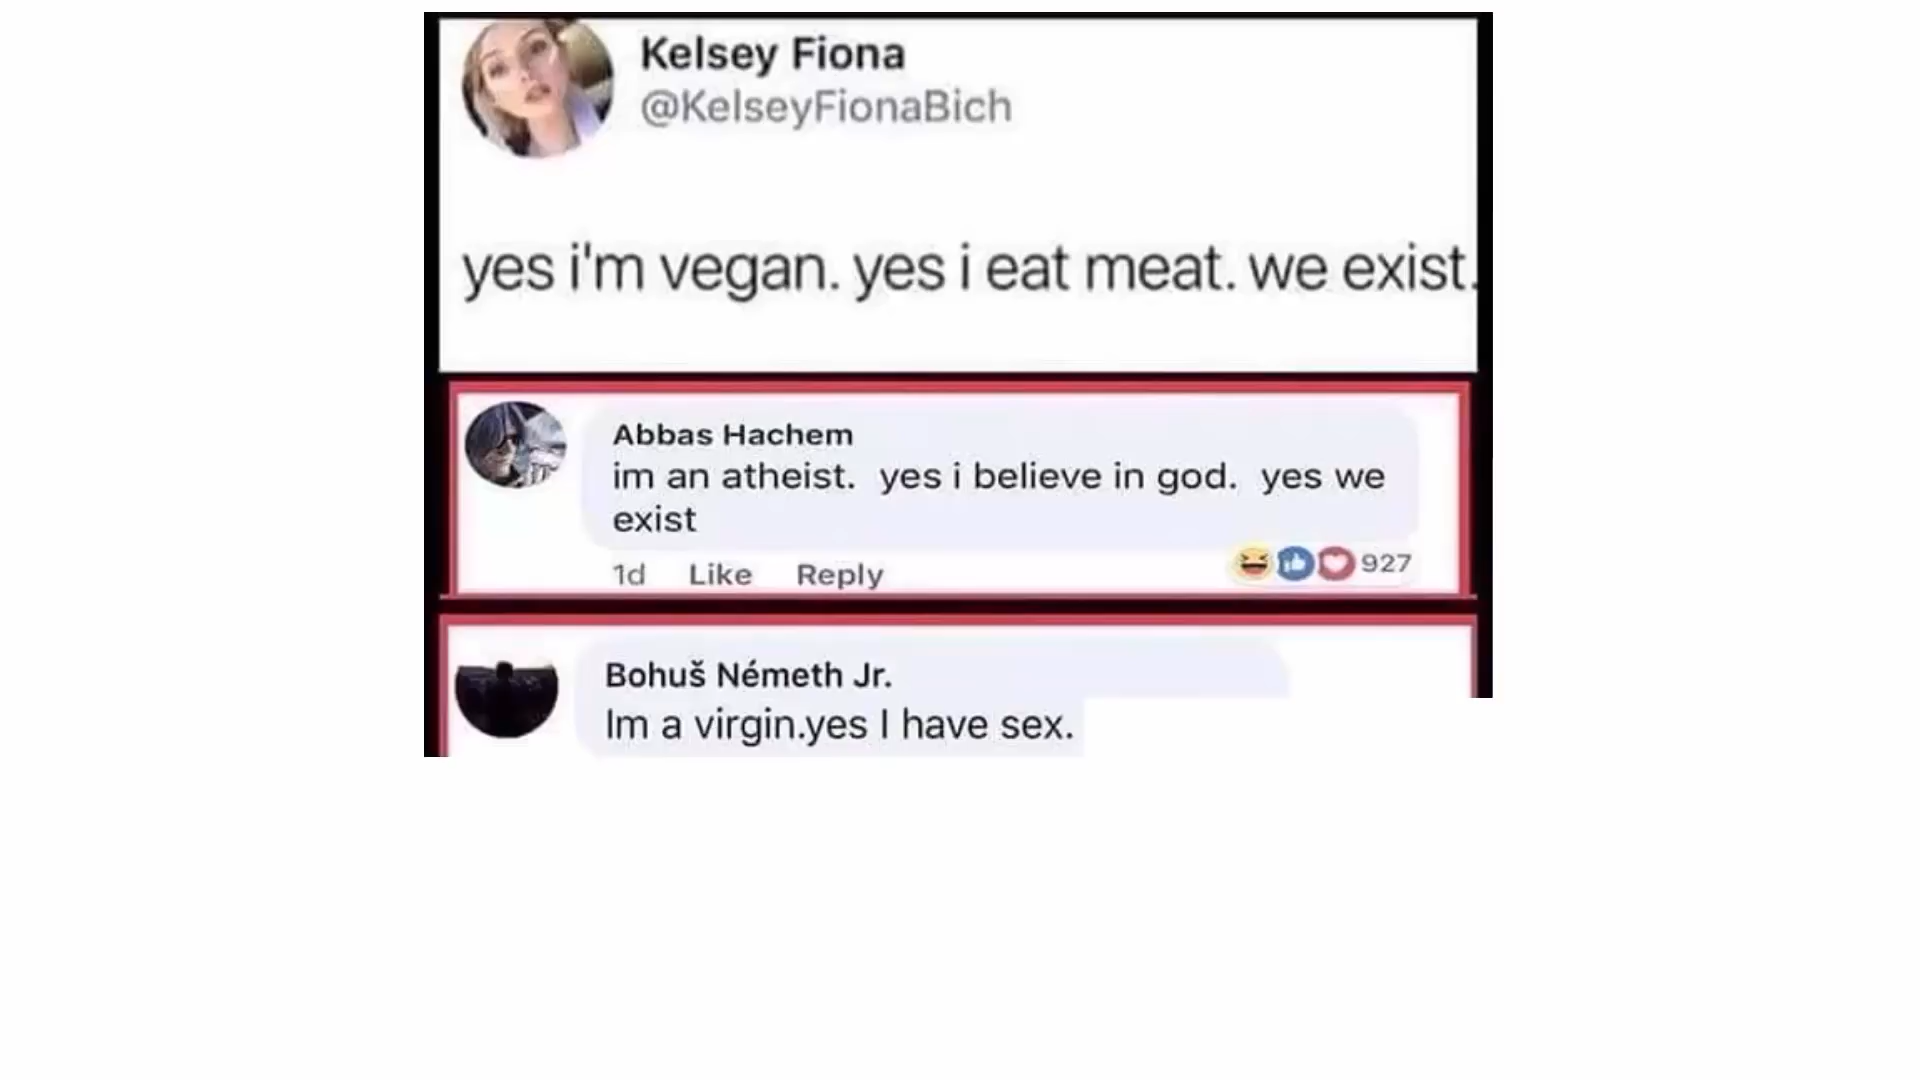 Kelsey Fiona
@KelseyFionaBich
yes i'm vegan. yes i eat meat. we exist.
Abbas Hachem
im an atheist.  yes i believe in god.  yes we
exist
1d Like Reply 927
Bohuš Németh Jr.
Im a virgin.yes I have sex.